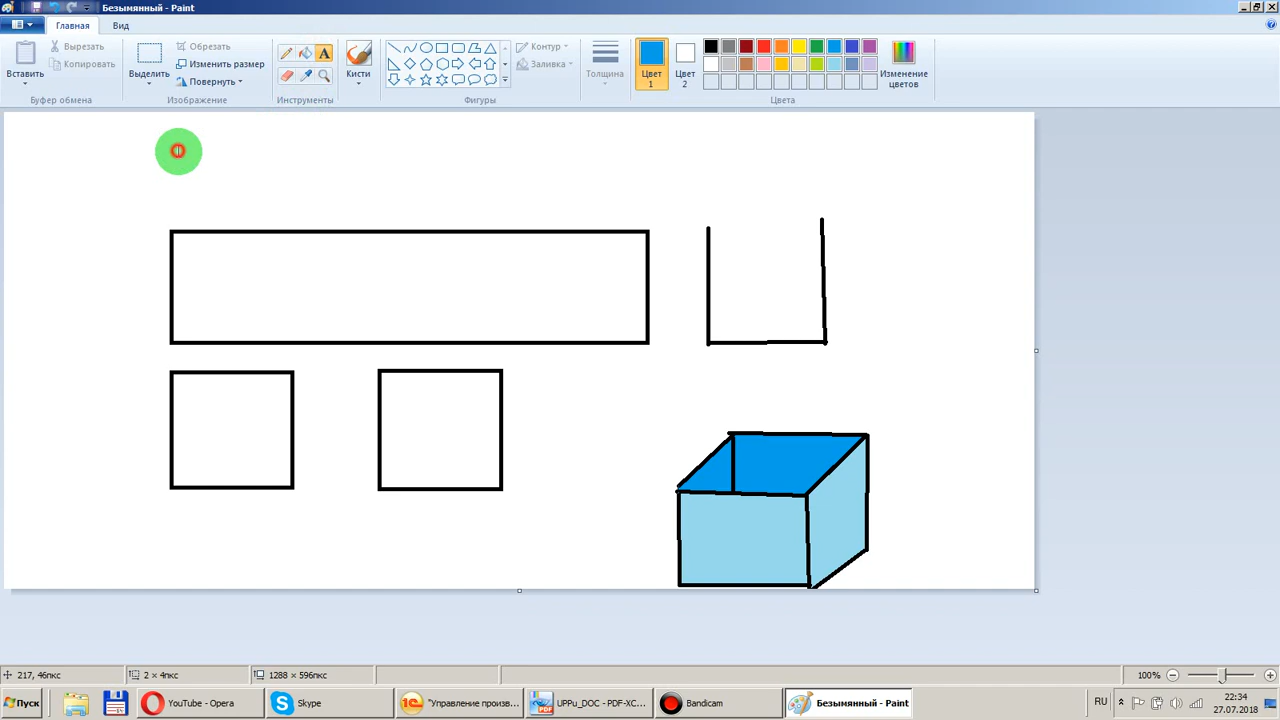 Безымянный - Paint
Главная
Вид
Вставить
Вырезать
Копировать
Буфер обмена
Выделить
Обрезать
Изменить размер
Повернуть
Изображение
A
Инструменты
Кисти
Фигуры
Контур
Заливка
Толщина
Цвет 1
Цвет 2
Цвета
Изменение цветов
217, 46пкс
2 × 4пкс
1288 × 596пкс
100%
Пуск
YouTube - Opera
Skype
"Управление произв...
UPPu_DOC - PDF-XC...
Bandicam
Безымянный - Paint
RU
22:34
27.07.2018